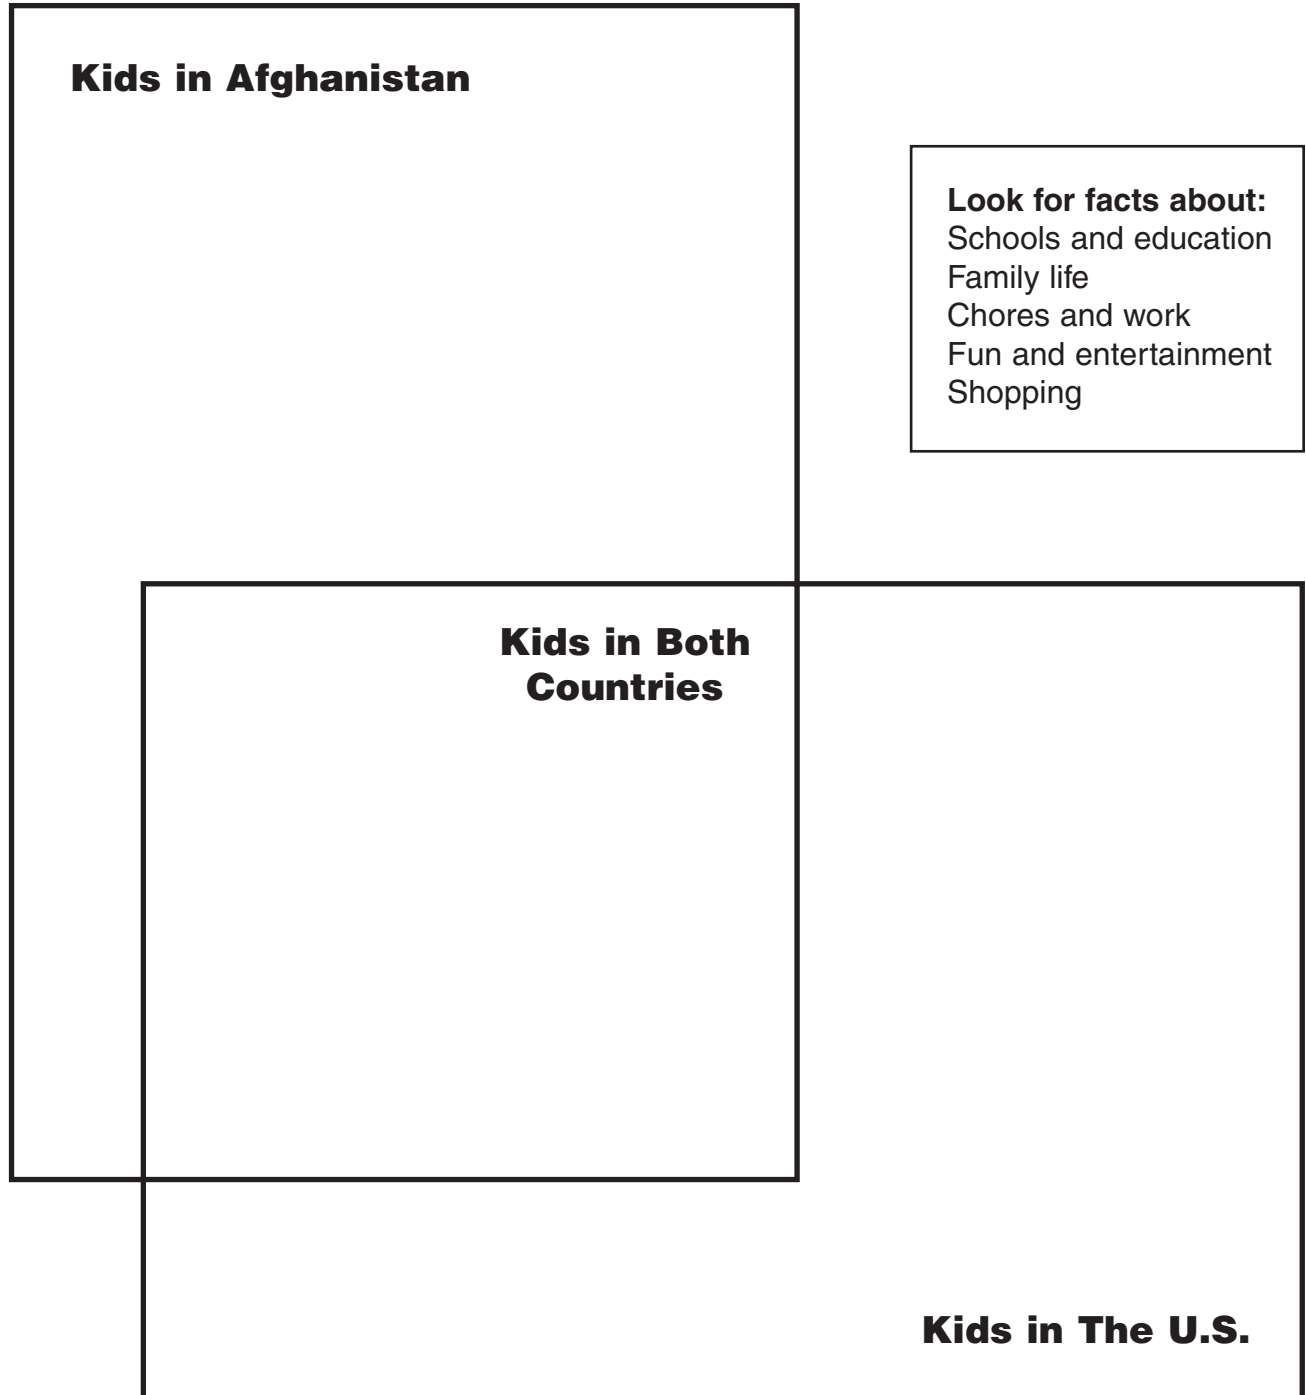 Kids in Afghanistan
Look for facts about:
Schools and education
Family life
Chores and work
Fun and entertainment
Shopping
Kids in Both
Countries
Kids in The U.S.